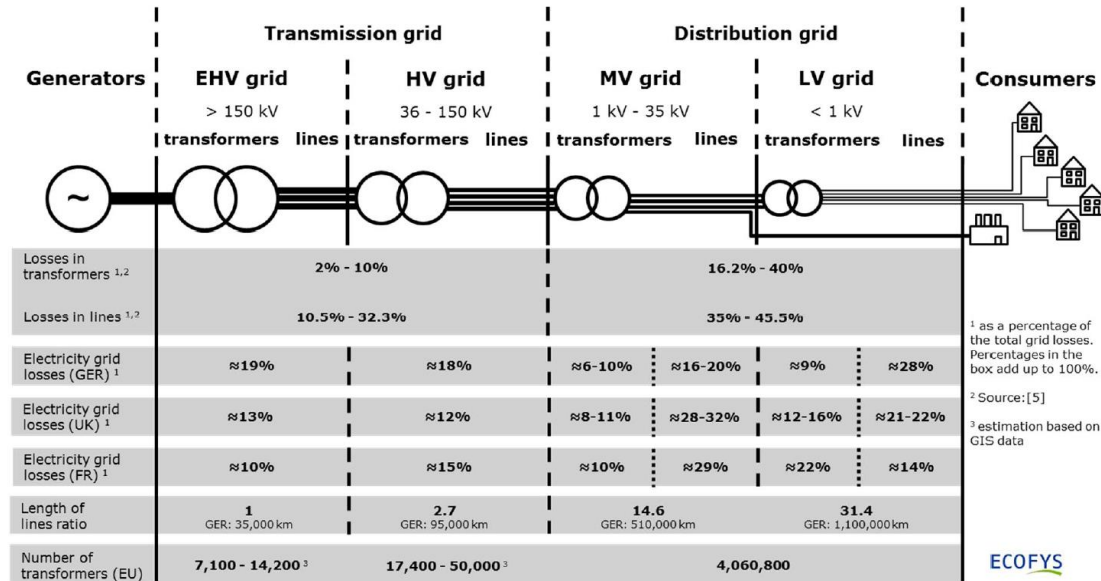 Transmission grid
Distribution grid
Generators
EHV grid
HV grid
MV grid
LV grid
Consumers
> 150 kV
36 - 150 kV
1 kV - 35 kV
< 1 kV
transformers lines
transformers lines
transformers lines
transformers lines
~
Losses in
transformers 1,2
2% - 10%
16.2% - 40%
Losses in lines 1,2
10.5% - 32.3%
35% - 45.5%
Electricity grid
losses (GER) 1
≈19%
≈18%
≈6-10%
≈16-20%
≈9%
≈28%
Electricity grid
losses (UK) 1
≈13%
≈12%
≈8-11%
≈28-32%
≈12-16%
≈21-22%
Electricity grid
losses (FR) 1
≈10%
≈15%
≈10%
≈29%
≈22%
≈14%
Length of
lines ratio
1
GER: 35,000 km
2.7
GER: 95,000 km
14.6
GER: 510,000 km
31.4
GER: 1,100,000 km
Number of
transformers (EU)
7,100 - 14,200 3
17,400 - 50,000 3
4,060,800
1 as a percentage of
the total grid losses.
Percentages in the
box add up to 100%.
2 Source:[5]
3 estimation based on
GIS data
ECOFYS